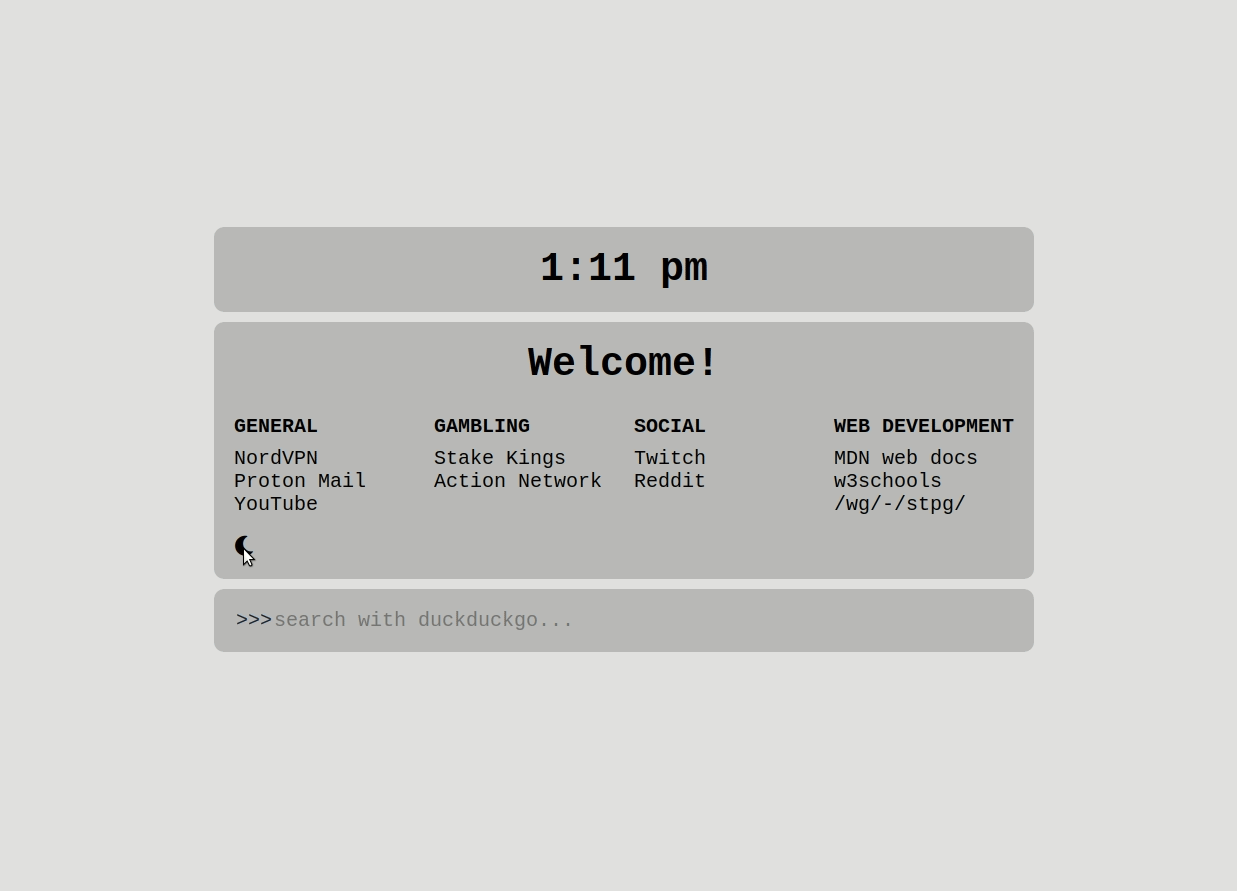 1:11 pm
Welcome!
GENERAL
NordVPN
Proton Mail
YouTube
GAMBLING
Stake Kings
Action Network
SOCIAL
Twitch
Reddit
WEB DEVELOPMENT
MDN web docs
w3schools
/wg/-/stpg/
>>>search with duckduckgo...